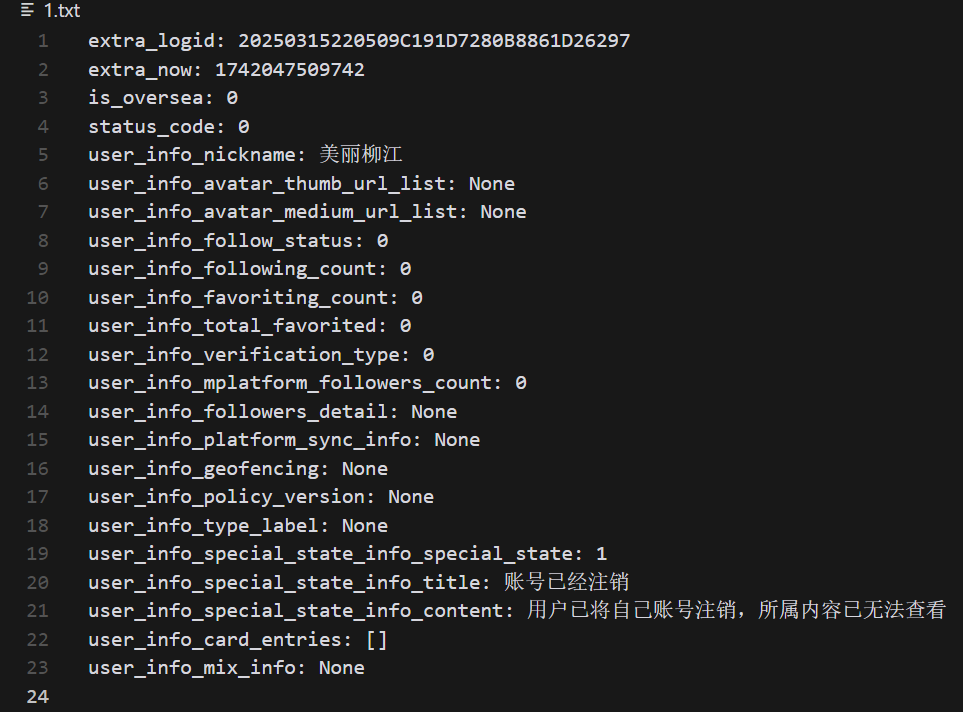 1.txt
1 extra_logid: 20250315220509C191D7280B8861D26297
2 extra_now: 1742047509742
3 is_oversea: 0
4 status_code: 0
5 user_info_nickname: 美丽柳江
6 user_info_avatar_thumb_url_list: None
7 user_info_avatar_medium_url_list: None
8 user_info_follow_status: 0
9 user_info_following_count: 0
10 user_info_favoriting_count: 0
11 user_info_total_favorited: 0
12 user_info_verification_type: 0
13 user_info_mplatform_followers_count: 0
14 user_info_followers_detail: None
15 user_info_platform_sync_info: None
16 user_info_geofencing: None
17 user_info_policy_version: None
18 user_info_type_label: None
19 user_info_special_state_info_special_state: 1
20 user_info_special_state_info_title: 账号已经注销
21 user_info_special_state_info_content: 用户已将自己账号注销，所属内容已无法查看
22 user_info_card_entries: []
23 user_info_mix_info: None
24